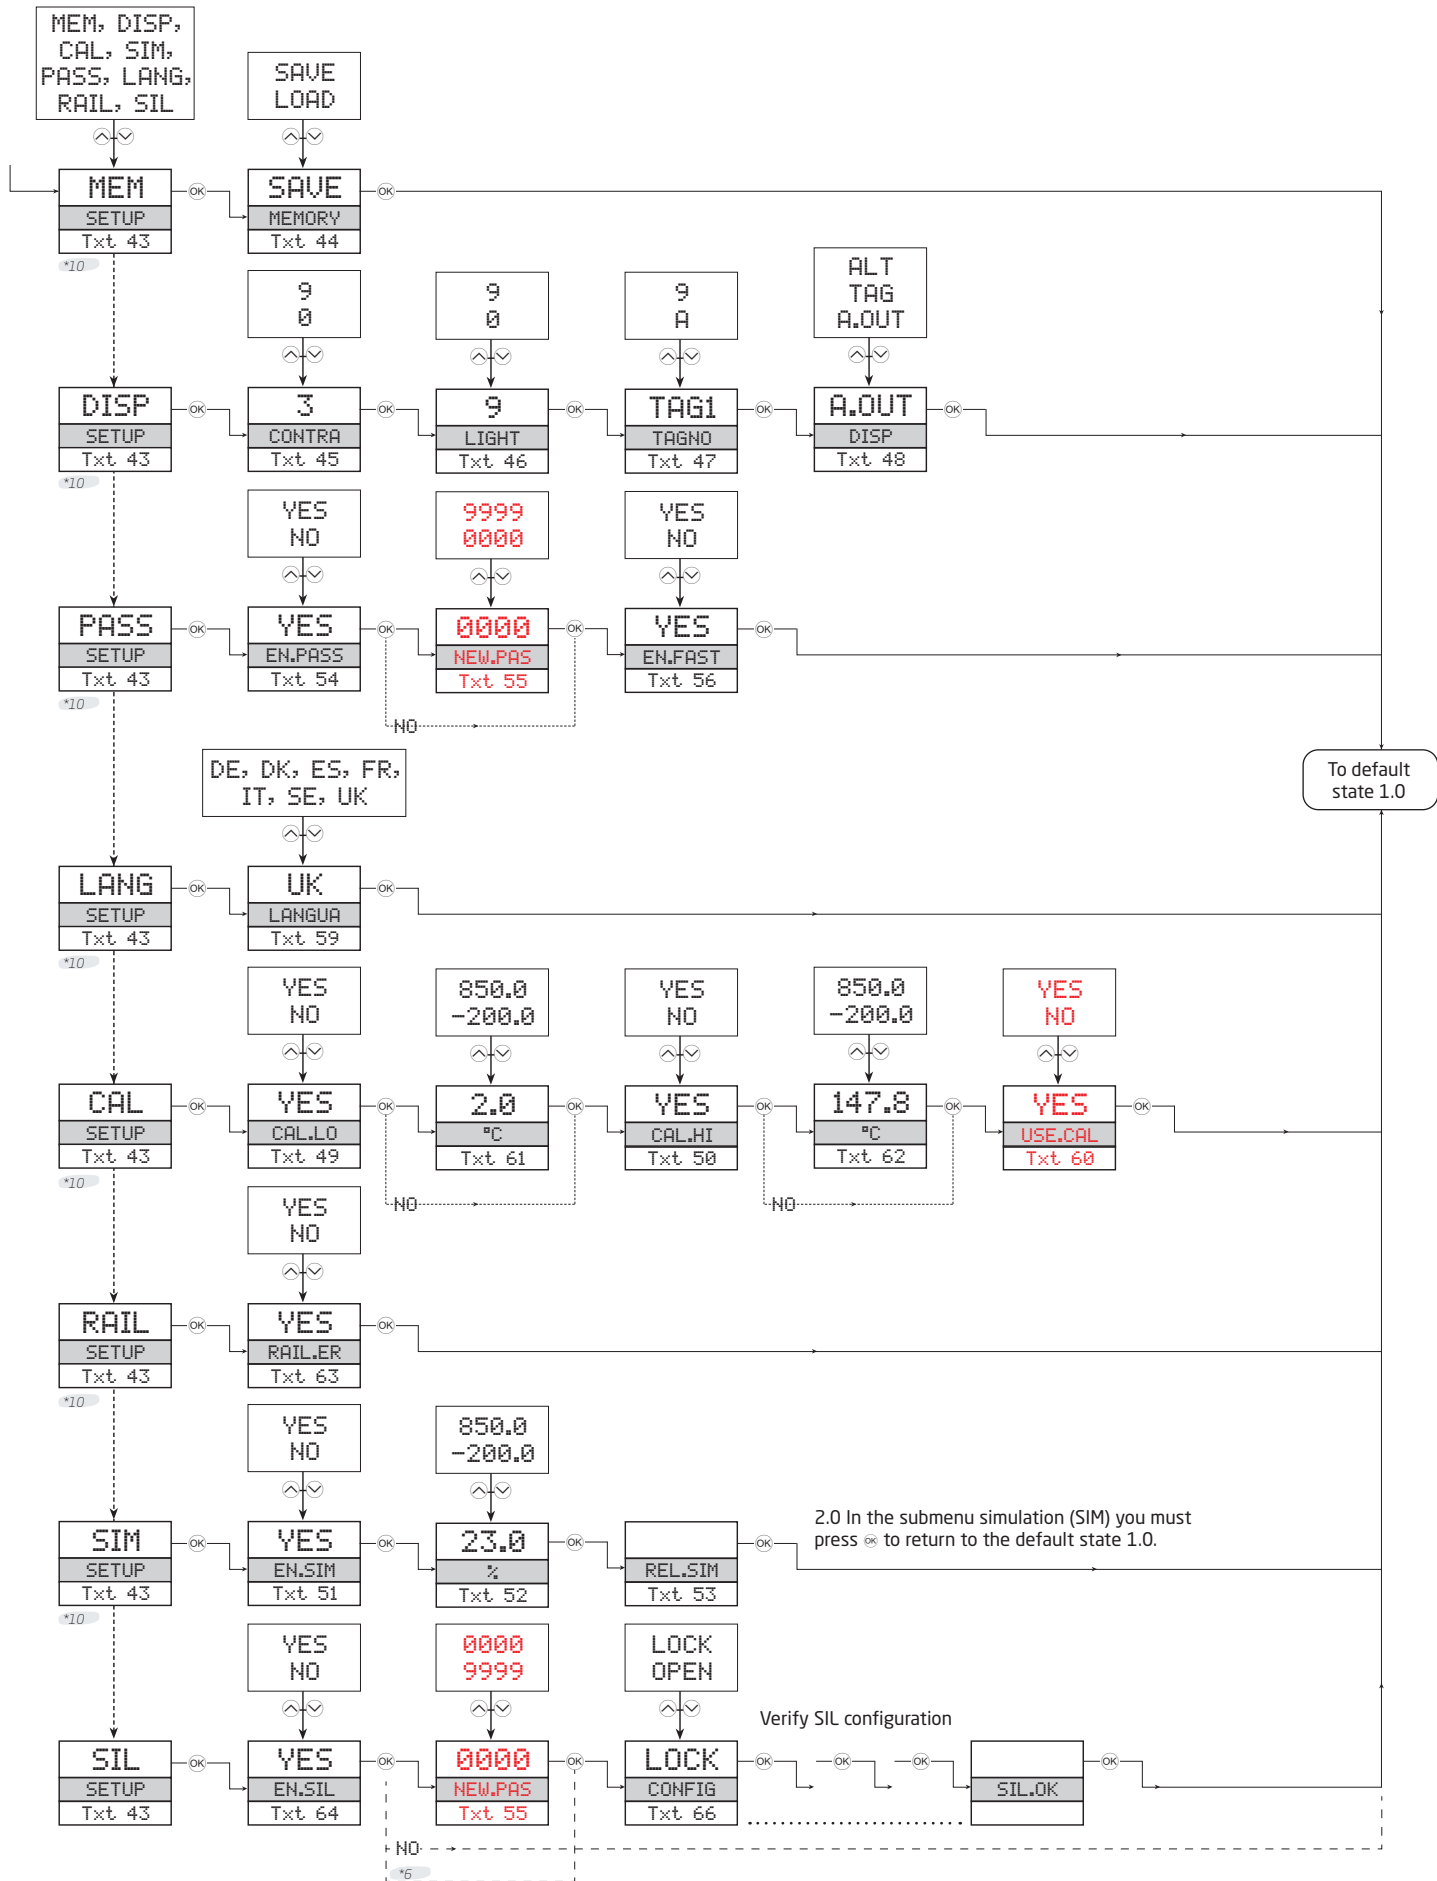 MEM, DISP,
CAL, SIM,
PASS, LANG,
RAIL, SIL
SAVE
LOAD
MEM
OK
SAVE
OK
SETUP
MEMORY
Txt 43
Txt 44
*10
9
0
9
0
9
A
ALT
TAG
A.OUT
DISP
OK
3
OK
9
OK
TAG1
OK
A.OUT
OK
SETUP
CONTRA
LIGHT
TAGNO
DISP
Txt 43
Txt 45
Txt 46
Txt 47
Txt 48
*10
YES
NO
9999
0000
YES
NO
PASS
OK
YES
OK
0000
OK
YES
OK
SETUP
EN.PASS
NEW.PAS
EN.FAST
Txt 43
Txt 54
Txt 55
Txt 56
*10
NO
DE, DK, ES, FR,
IT, SE, UK
To default
state 1.0
LANG
OK
UK
OK
SETUP
LANGUA
Txt 43
Txt 59
*10
YES
NO
850.0
-200.0
YES
NO
850.0
-200.0
YES
NO
CAL
OK
YES
OK
2.0
OK
YES
OK
147.8
OK
YES
OK
SETUP
CAL.LO
°C
CAL.HI
°C
USE.CAL
Txt 43
Txt 49
Txt 61
Txt 50
Txt 62
Txt 60
*10
NO
NO
YES
NO
RAIL
OK
YES
OK
SETUP
RAIL.ER
Txt 43
Txt 63
*10
YES
NO
850.0
-200.0
2.0 In the submenu simulation (SIM) you must
press OK to return to the default state 1.0.
SIM
OK
YES
OK
23.0
OK
OK
SETUP
EN.SIM
%
REL.SIM
Txt 43
Txt 51
Txt 52
Txt 53
*10
YES
NO
0000
9999
LOCK
OPEN
Verify SIL configuration
SIL
OK
YES
OK
0000
OK
LOCK
OK
OK
OK
OK
SETUP
EN.SIL
NEW.PAS
CONFIG
SIL.OK
Txt 43
Txt 64
Txt 55
Txt 66
NO
*6